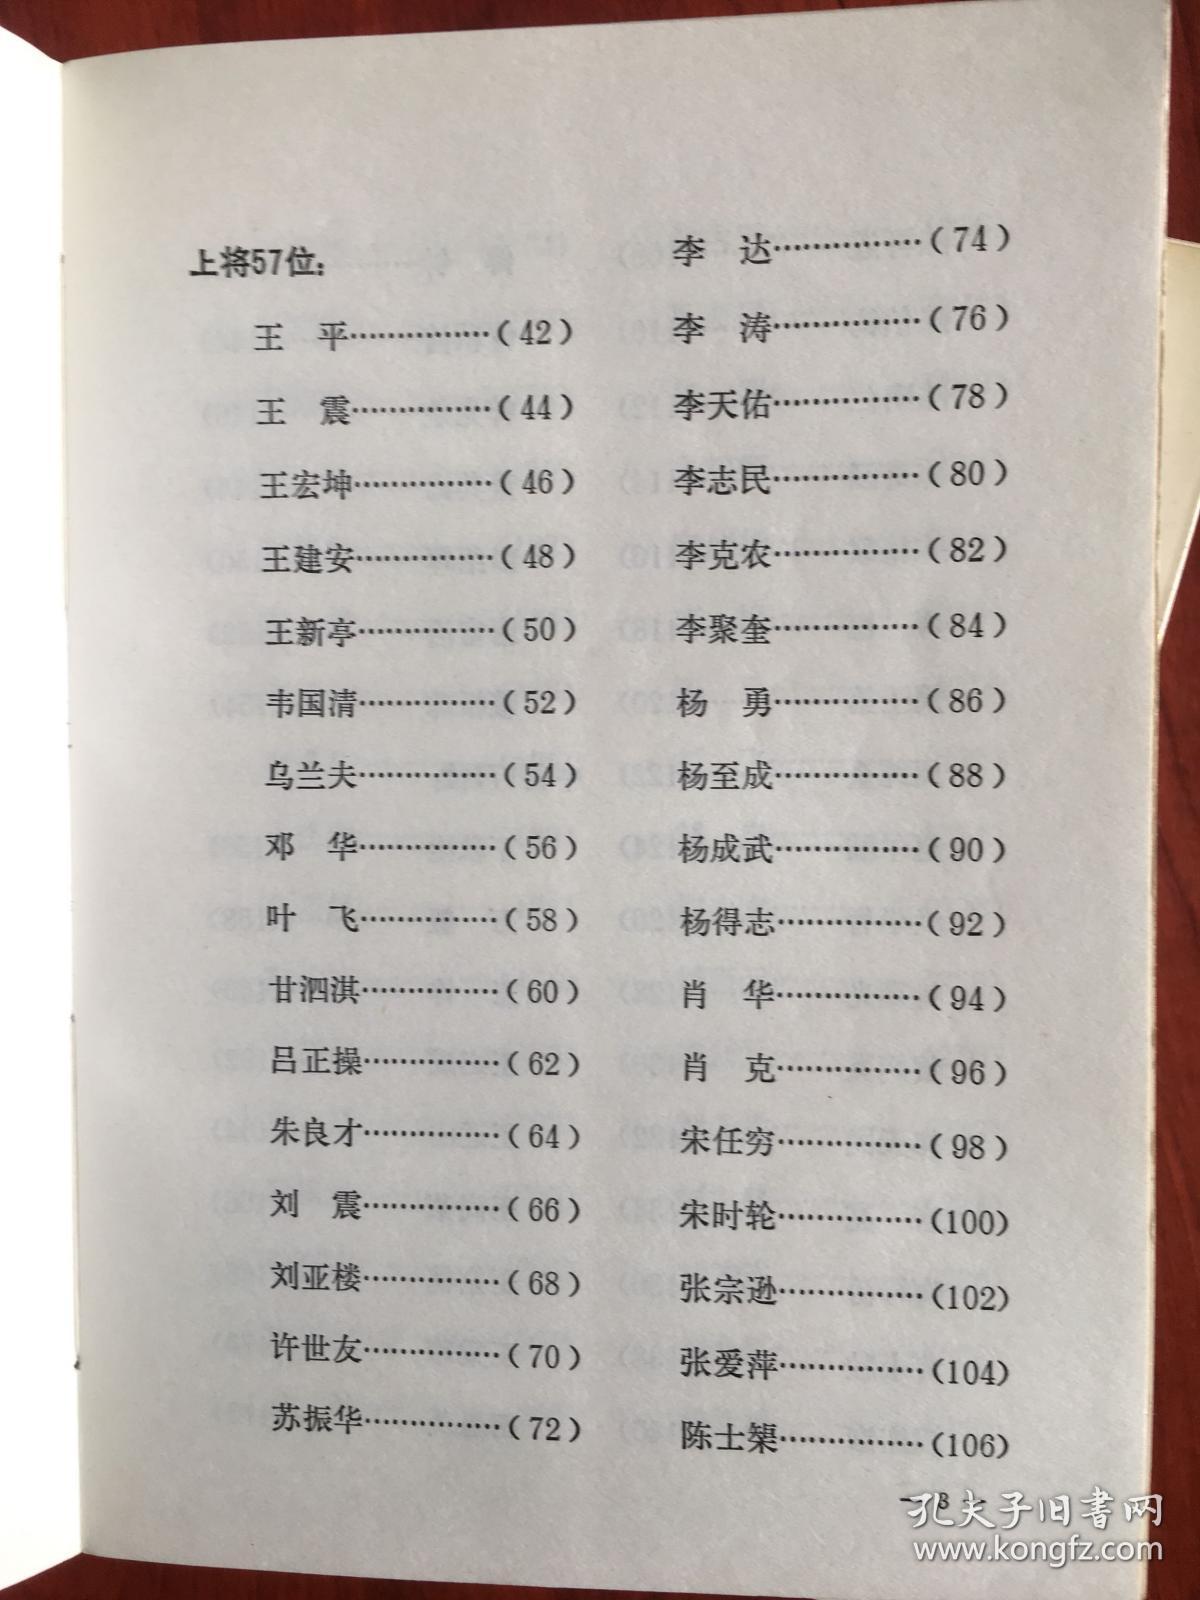 上将57位：
王　平……………（42）
王　震……………（44）
王宏坤……………（46）
王建安……………（48）
王新亭……………（50）
韦国清……………（52）
乌兰夫……………（54）
邓　华……………（56）
叶　飞……………（58）
甘泗淇……………（60）
吕正操……………（62）
朱良才……………（64）
刘　震……………（66）
刘亚楼……………（68）
许世友……………（70）
苏振华……………（72）
李　达……………（74）
李　涛……………（76）
李天佑……………（78）
李志民……………（80）
李克农……………（82）
李聚奎……………（84）
杨　勇……………（86）
杨至成……………（88）
杨成武……………（90）
杨得志……………（92）
肖　华……………（94）
肖　克……………（96）
宋任穷……………（98）
宋时轮……………（100）
张宗逊……………（102）
张爱萍……………（104）
陈士榘……………（106）
孔夫子旧书网
www.kongfz.com